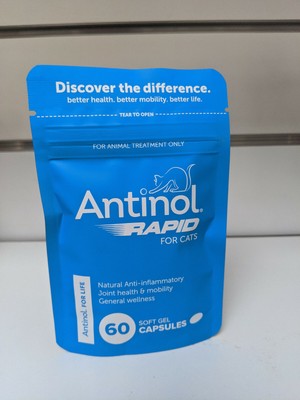 Discover the difference.
better health. better mobility. better life.
TEAR TO OPEN
FOR ANIMAL TREATMENT ONLY
Antinol®
RAPID
FOR CATS
Antinol. FOR LIFE
Natural Anti-inflammatory
Joint health & mobility
General wellness
60 SOFT GEL
CAPSULES